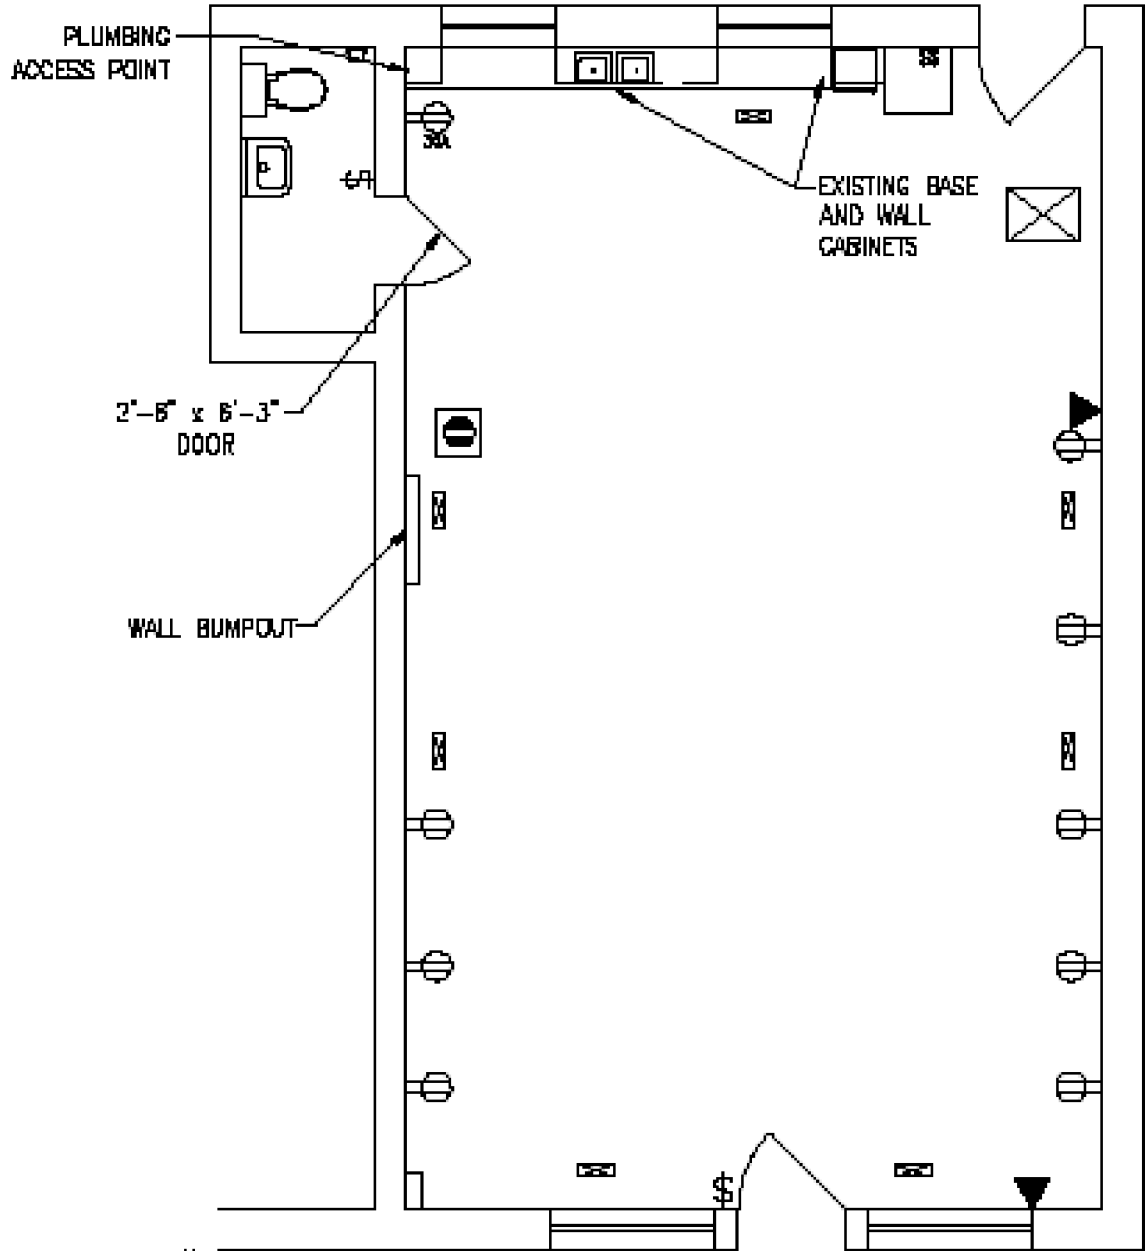 PLUMBING
ACCESS POINT
30A
EXISTING BASE
AND WALL
CABINETS
2'-6" x 6'-3"
DOOR
WALL BUMPOUT
$
$